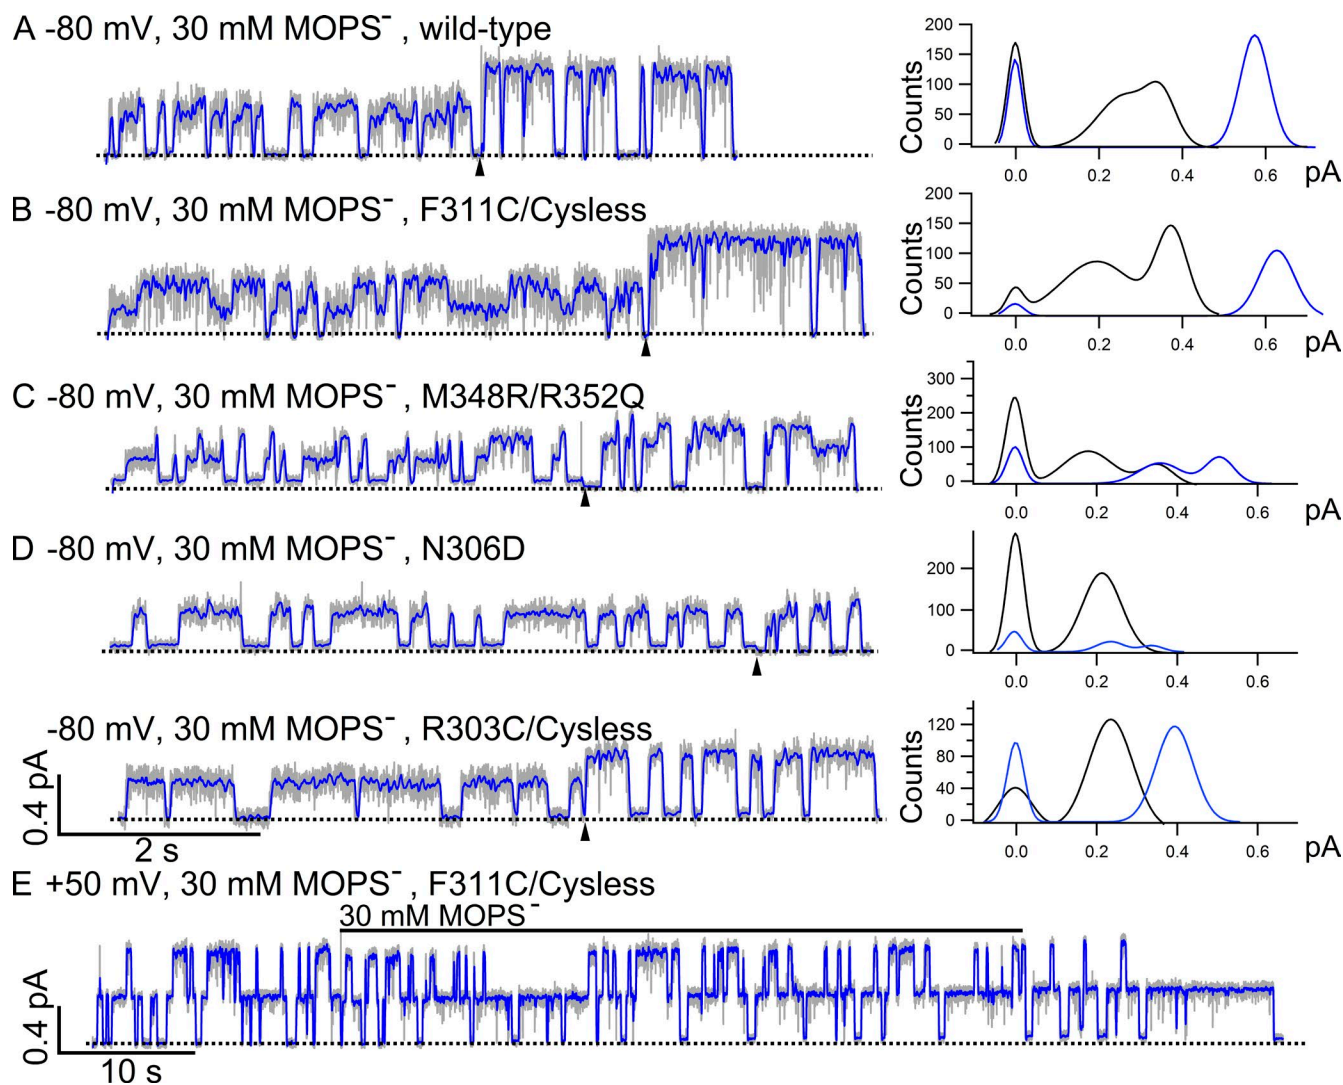 A -80 mV, 30 mM MOPS⁻ , wild-type
200
150
100
50
0
Counts
0.0 0.2 0.4 0.6 pA
B -80 mV, 30 mM MOPS⁻ , F311C/Cysless
200
150
100
50
0
Counts
0.0 0.2 0.4 0.6 pA
C -80 mV, 30 mM MOPS⁻ , M348R/R352Q
300
200
100
0
Counts
0.0 0.2 0.4 0.6 pA
D -80 mV, 30 mM MOPS⁻ , N306D
200
100
0
0.0 0.2 0.4 0.6
-80 mV, 30 mM MOPS⁻ , R303C/Cysless
0.4 pA
2 s
120
80
40
0
Counts
0.0 0.2 0.4 0.6 pA
E +50 mV, 30 mM MOPS⁻ , F311C/Cysless
30 mM MOPS⁻
0.4 pA
10 s